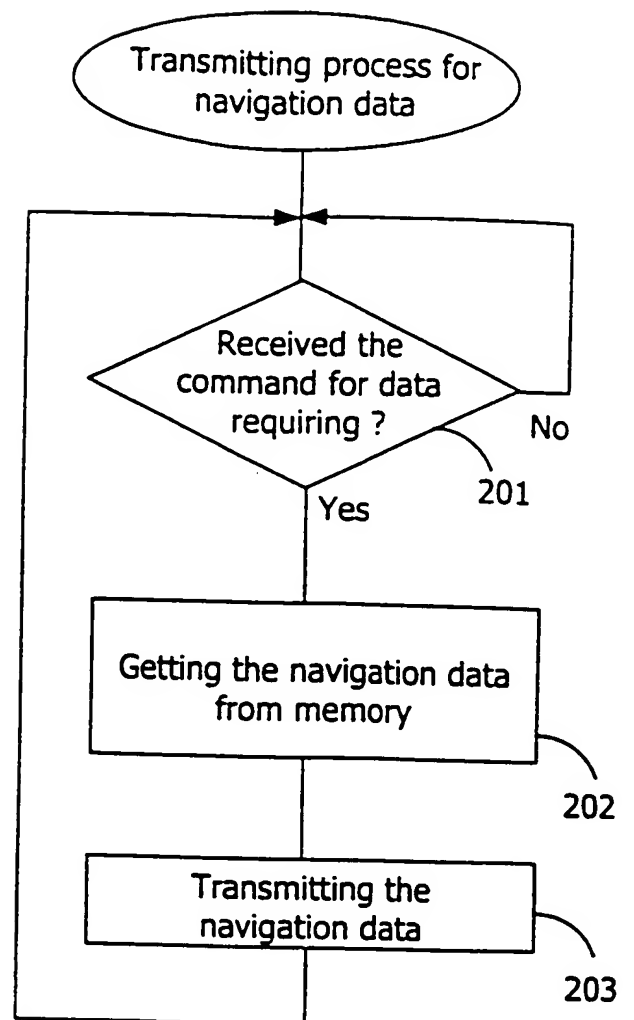 Transmitting process for
navigation data
Received the
command for data
requiring ?
No
201
Yes
Getting the navigation data
from memory
202
Transmitting the
navigation data
203